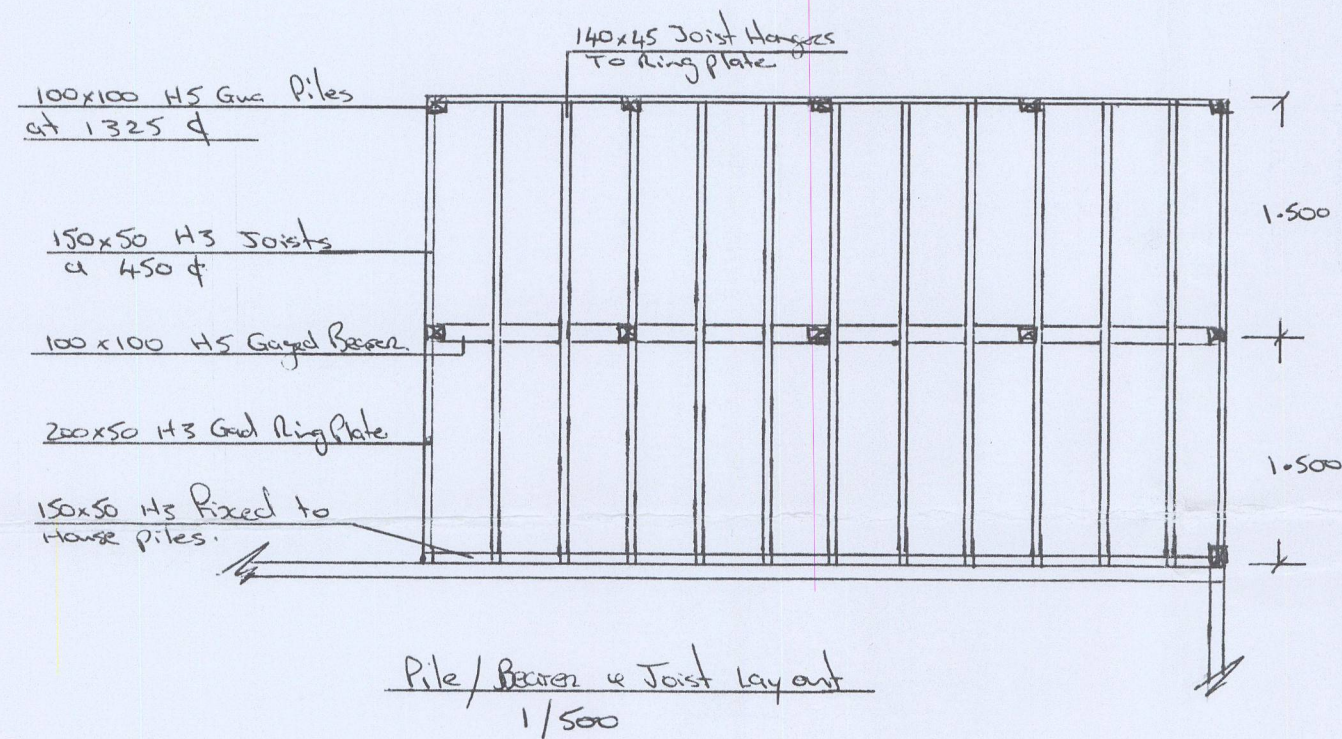 140x45 Joist Hangers
To Ring plate
100x100 H5 Gua Piles
at 1325 ¢
150x50 H3 Joists
a 450 ¢
100x100 H5 Gaged Bearer
200x50 H3 Gad Ring Plate
150x50 H3 Fixed to
House piles.
1.500
1.500
Pile / Bearer & Joist Layout
1/500